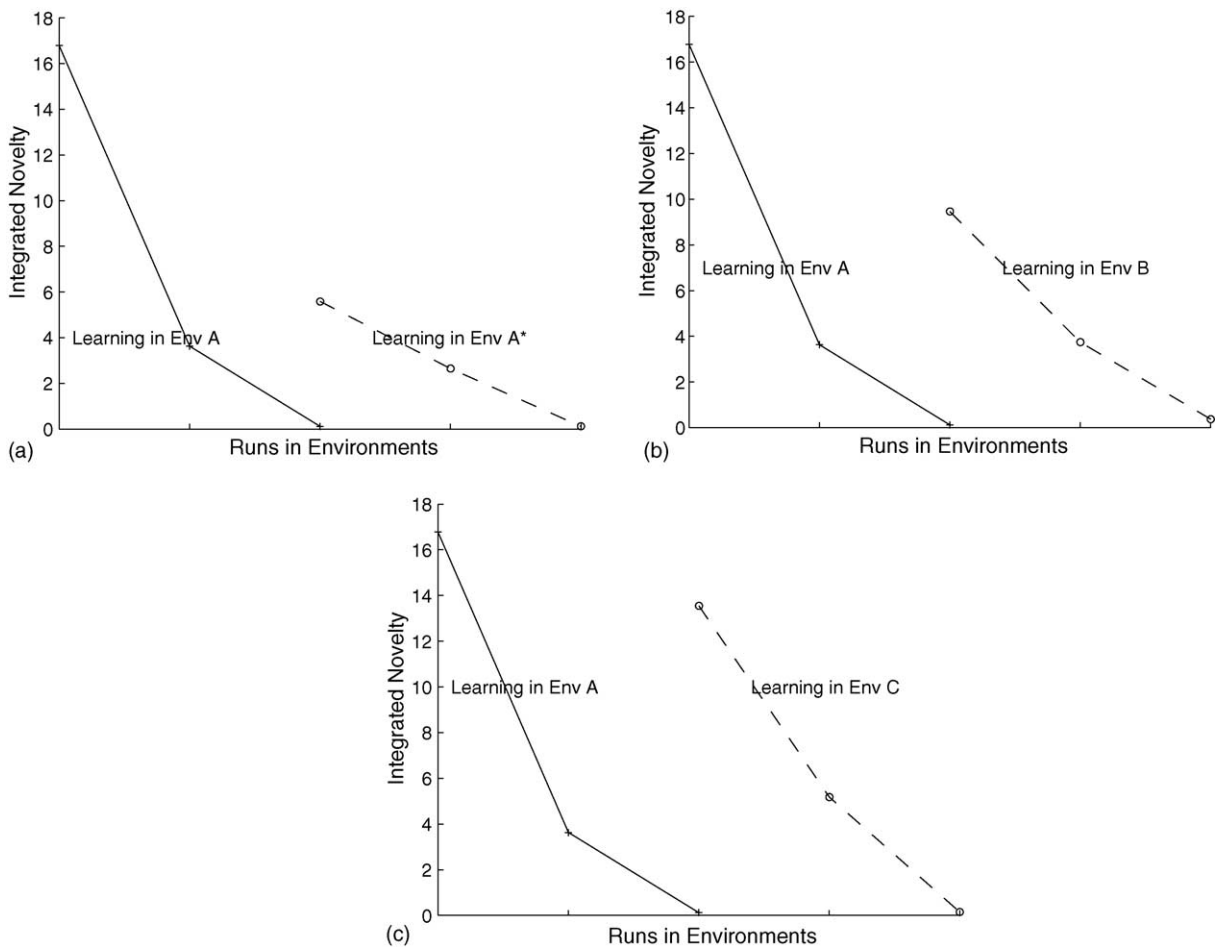 18
16
14
12
10
8
6
4
2
0
Integrated Novelty
Learning in Env A
Learning in Env A*
Runs in Environments
(a)
18
16
14
12
10
8
6
4
2
0
Integrated Novelty
Learning in Env A
Learning in Env B
Runs in Environments
(b)
18
16
14
12
10
8
6
4
2
0
Integrated Novelty
Learning in Env A
Learning in Env C
Runs in Environments
(c)